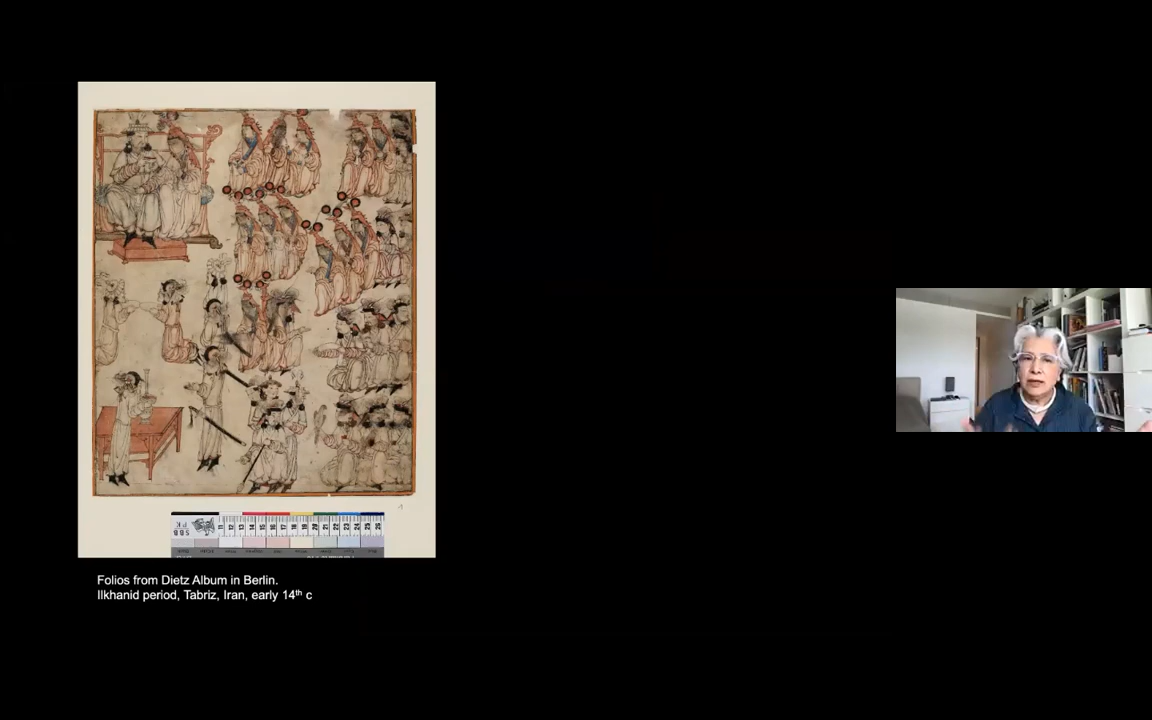 Folios from Dietz Album in Berlin.
Ilkhanid period, Tabriz, Iran, early 14th c